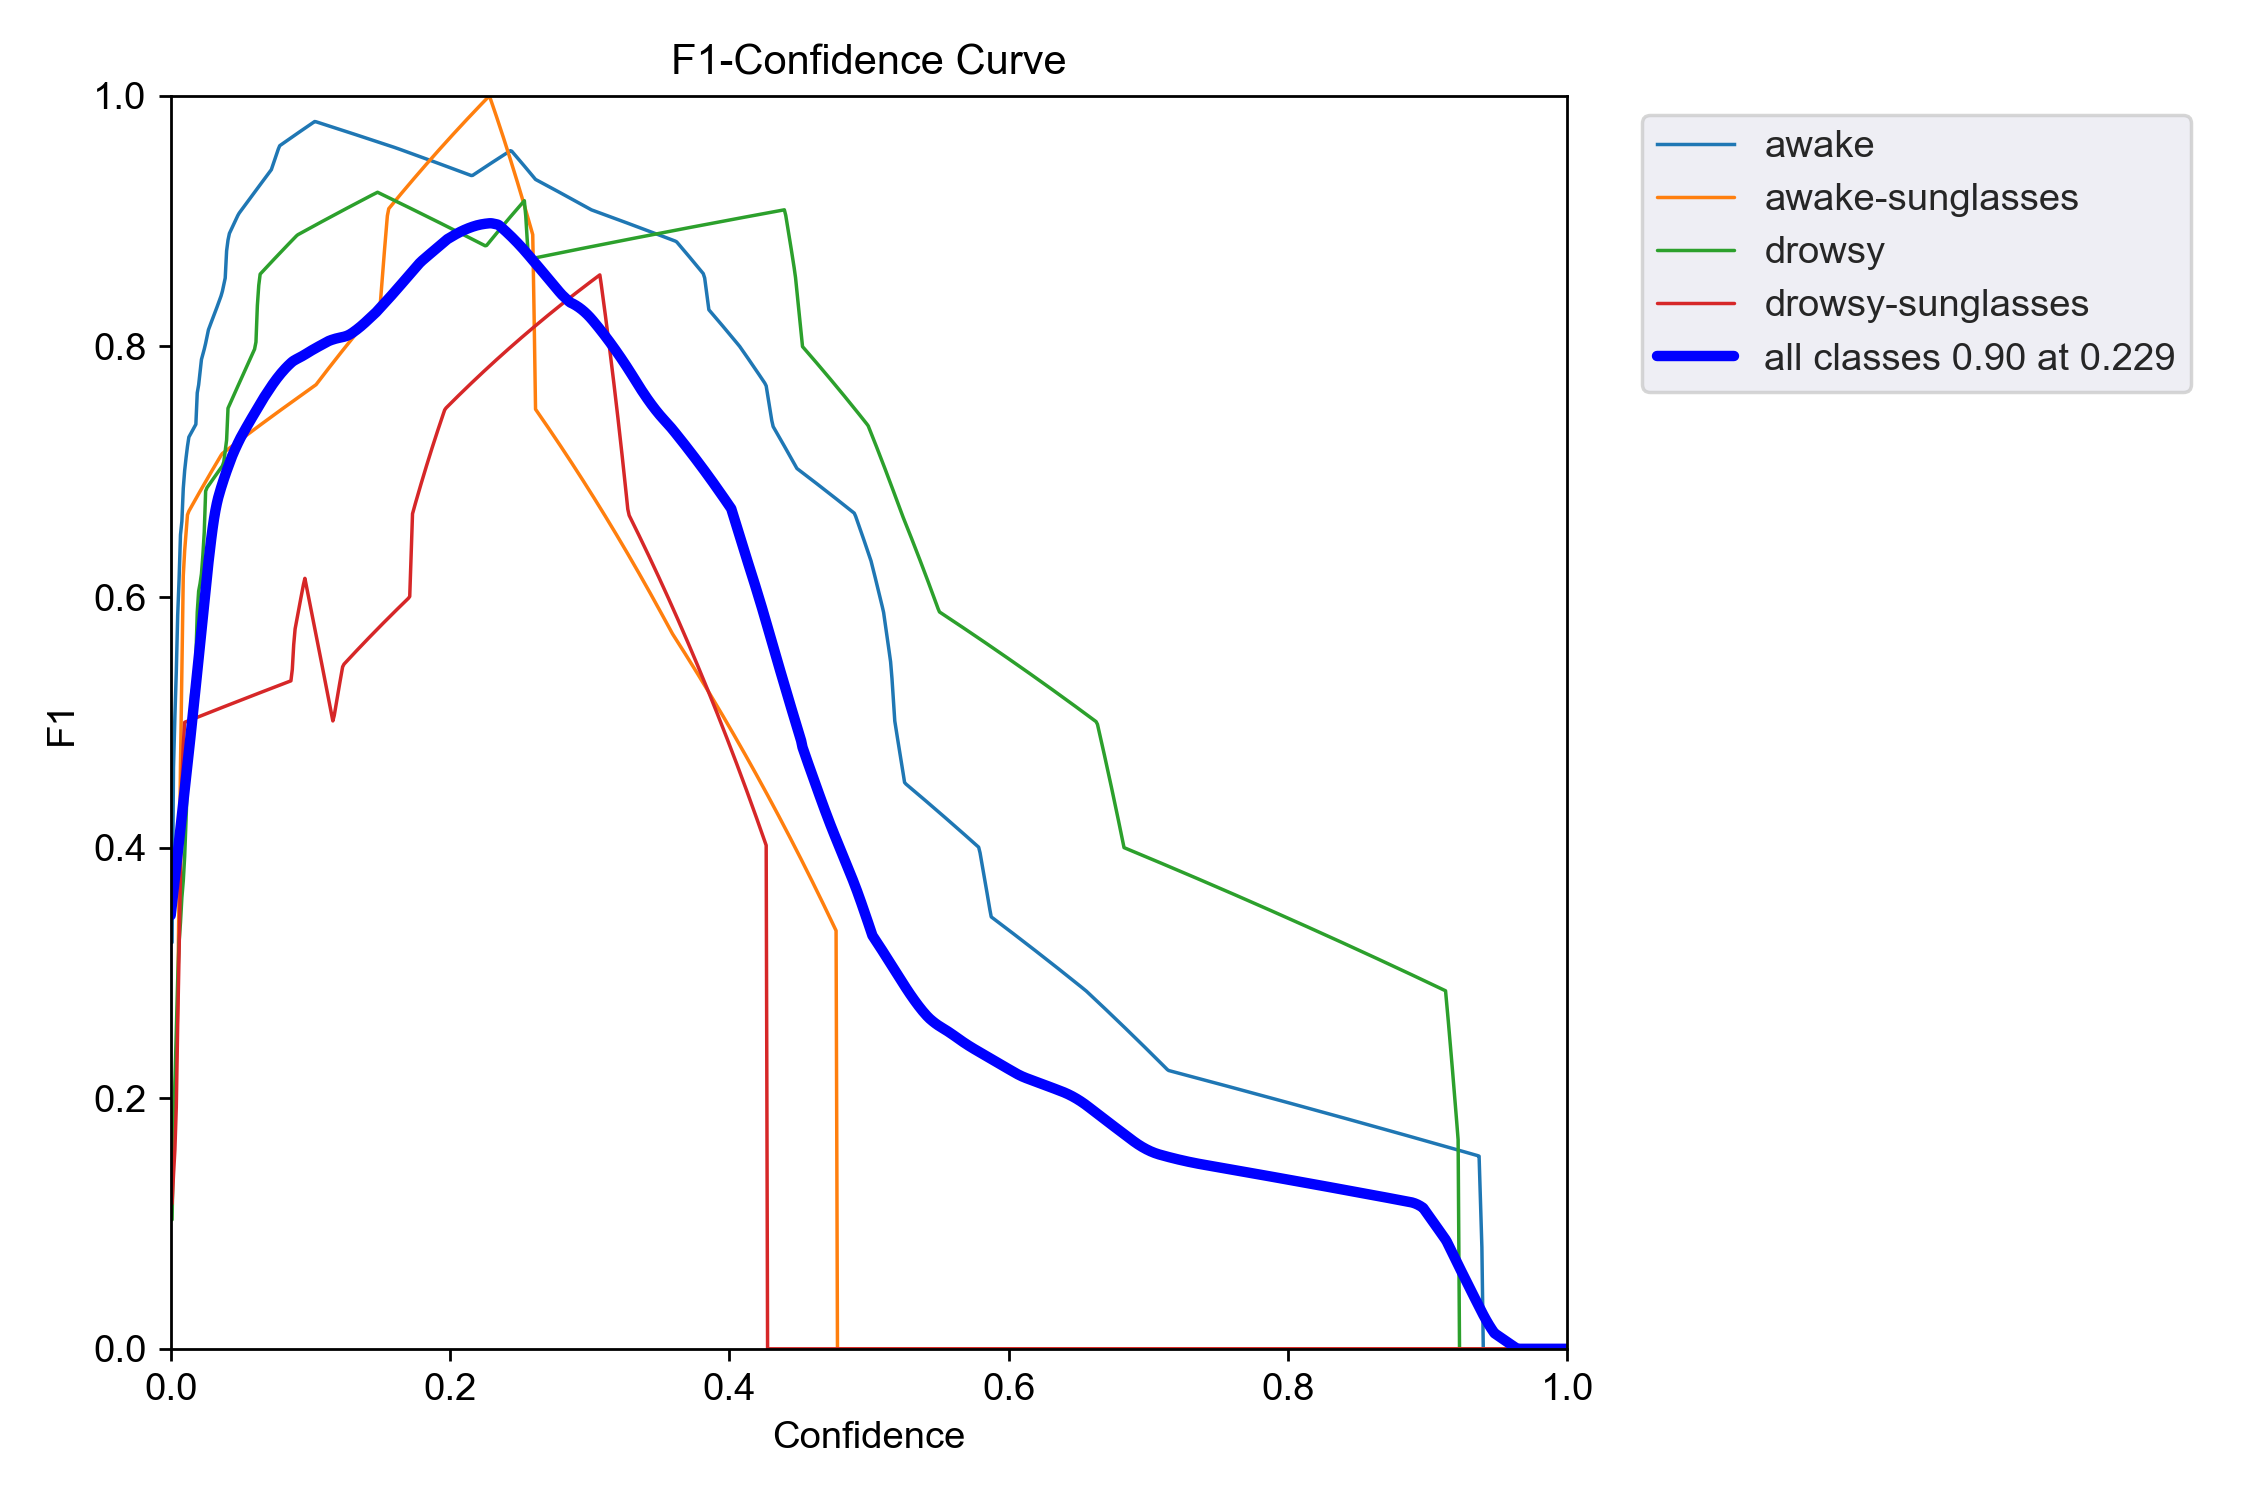 F1-Confidence Curve
1.0
0.8
0.6
0.4
0.2
0.0
F1
0.0 0.2 0.4 0.6 0.8 1.0
Confidence
awake
awake-sunglasses
drowsy
drowsy-sunglasses
all classes 0.90 at 0.229